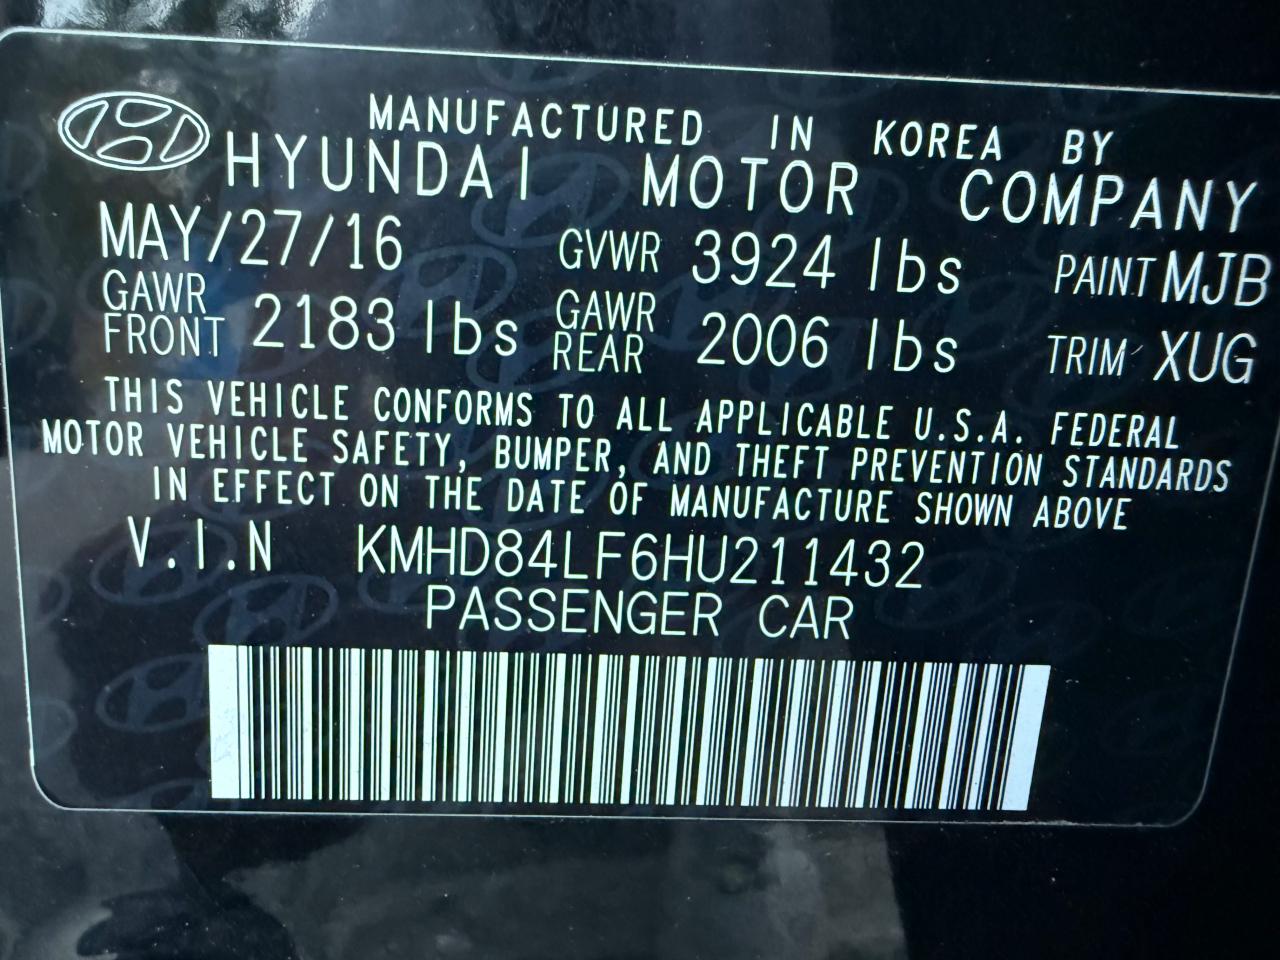 MANUFACTURED IN KOREA BY
HYUNDAI MOTOR COMPANY
MAY/27/16 GVWR 3924 lbs PAINT MJB
GAWR FRONT 2183 lbs GAWR REAR 2006 lbs TRIM XUG
THIS VEHICLE CONFORMS TO ALL APPLICABLE U.S.A. FEDERAL
MOTOR VEHICLE SAFETY, BUMPER, AND THEFT PREVENTION STANDARDS
IN EFFECT ON THE DATE OF MANUFACTURE SHOWN ABOVE
V.I.N KMHD84LF6HU211432
PASSENGER CAR